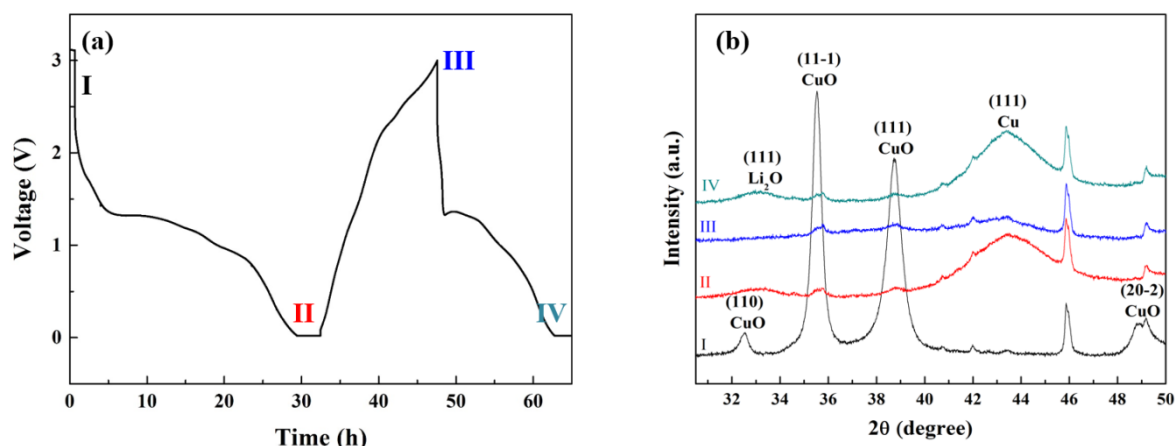 (a)
I
II
III
IV
3
2
1
0
Voltage (V)
0
10
20
30
40
50
60
Time (h)
(b)
(11-1)
CuO
(111)
CuO
(111)
Cu
(111)
Li₂O
IV
III
II
I
(110)
CuO
(20-2)
CuO
Intensity (a.u.)
32
34
36
38
40
42
44
46
48
50
2θ (degree)